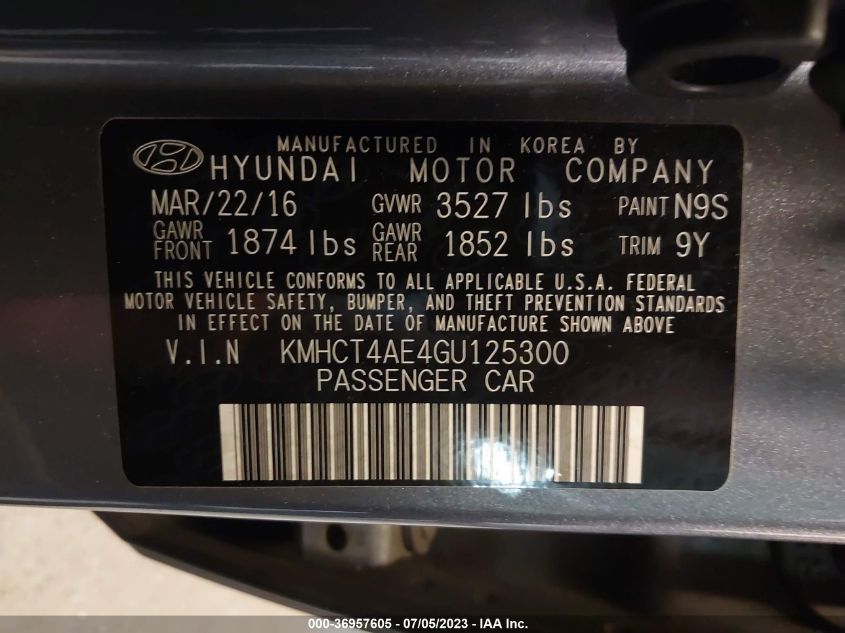 MANUFACTURED IN KOREA BY
HYUNDAI MOTOR COMPANY
MAR/22/16 GVWR 3527 lbs PAINT N9S
GAWR FRONT 1874 lbs GAWR REAR 1852 lbs TRIM 9Y
THIS VEHICLE CONFORMS TO ALL APPLICABLE U.S.A. FEDERAL
MOTOR VEHICLE SAFETY, BUMPER, AND THEFT PREVENTION STANDARDS
IN EFFECT ON THE DATE OF MANUFACTURE SHOWN ABOVE.
V.I.N KMHCT4AE4GU125300
PASSENGER CAR
000-36957605 - 07/05/2023 - IAA Inc.